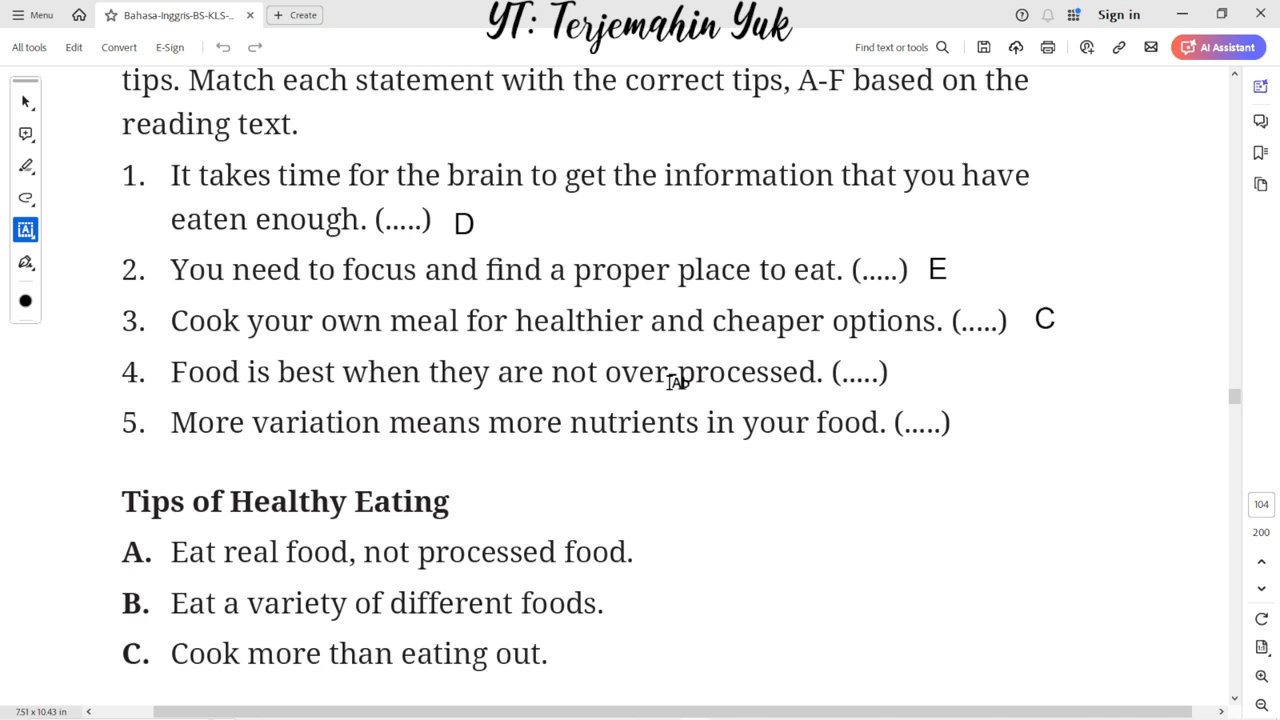 Menu
Bahasa-Inggris-BS-KLS-...
Create
YT: Terjemahin Yuk
Sign in
All tools
Edit
Convert
E-Sign
Find text or tools
AI Assistant
tips. Match each statement with the correct tips, A-F based on the
reading text.
1. It takes time for the brain to get the information that you have
eaten enough. (.....) D
2. You need to focus and find a proper place to eat. (.....) E
3. Cook your own meal for healthier and cheaper options. (.....) C
4. Food is best when they are not over-processed. (.....)
5. More variation means more nutrients in your food. (.....)
Tips of Healthy Eating
A. Eat real food, not processed food.
B. Eat a variety of different foods.
C. Cook more than eating out.
104
200
7.51 x 10.43 in